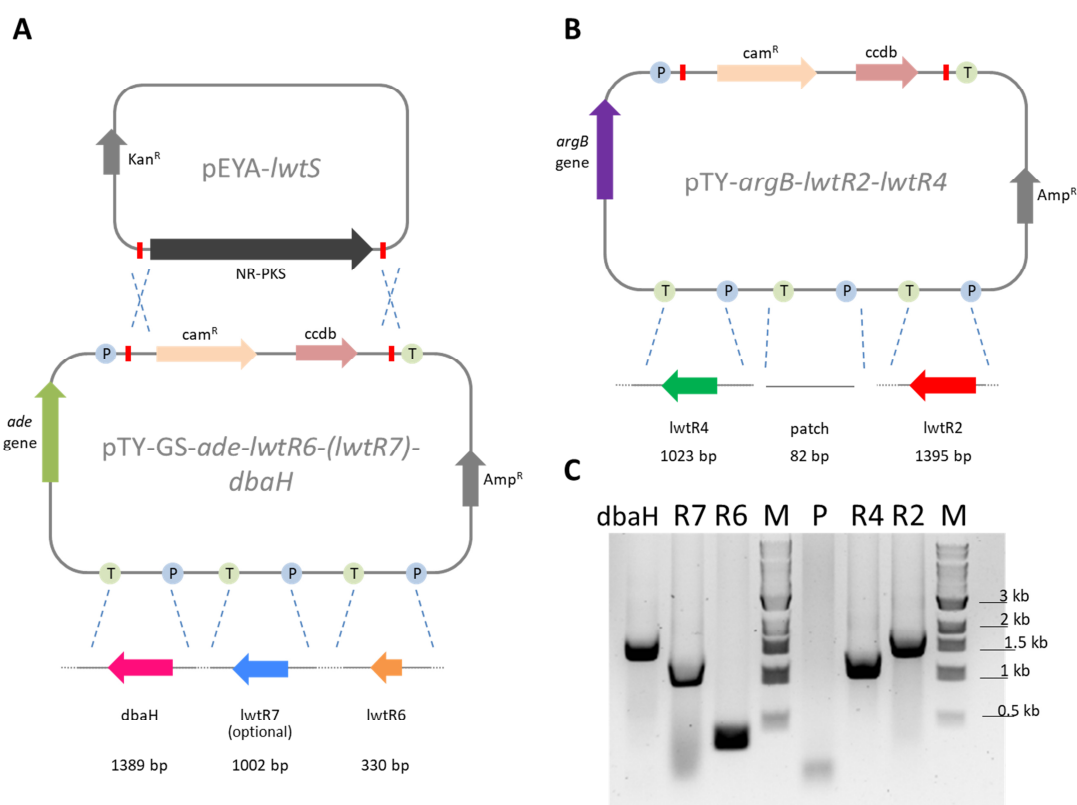 A
Kan^R
pEYA-lwtS
NR-PKS
P
cam^R
ccdb
T
ade
gene
pTY-GS-ade-lwtR6-(lwtR7)-
dbaH
Amp^R
T P T P T P
dbaH
lwtR7
(optional)
lwtR6
1389 bp
1002 bp
330 bp
B
P
cam^R
ccdb
T
argB
gene
pTY-argB-lwtR2-lwtR4
Amp^R
T P T P T P
lwtR4
patch
lwtR2
1023 bp
82 bp
1395 bp
C
dbaH R7 R6 M P R4 R2 M
3 kb
2 kb
1.5 kb
1 kb
0.5 kb